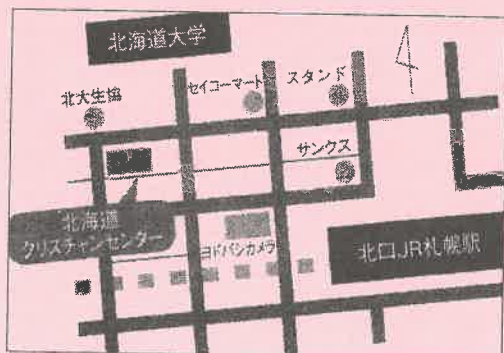 北海道大学
北大生協
セイコーマート
スタンド
サンクス
北海道
クリスチャンセンター
ヨドバシカメラ
北口JR札幌駅